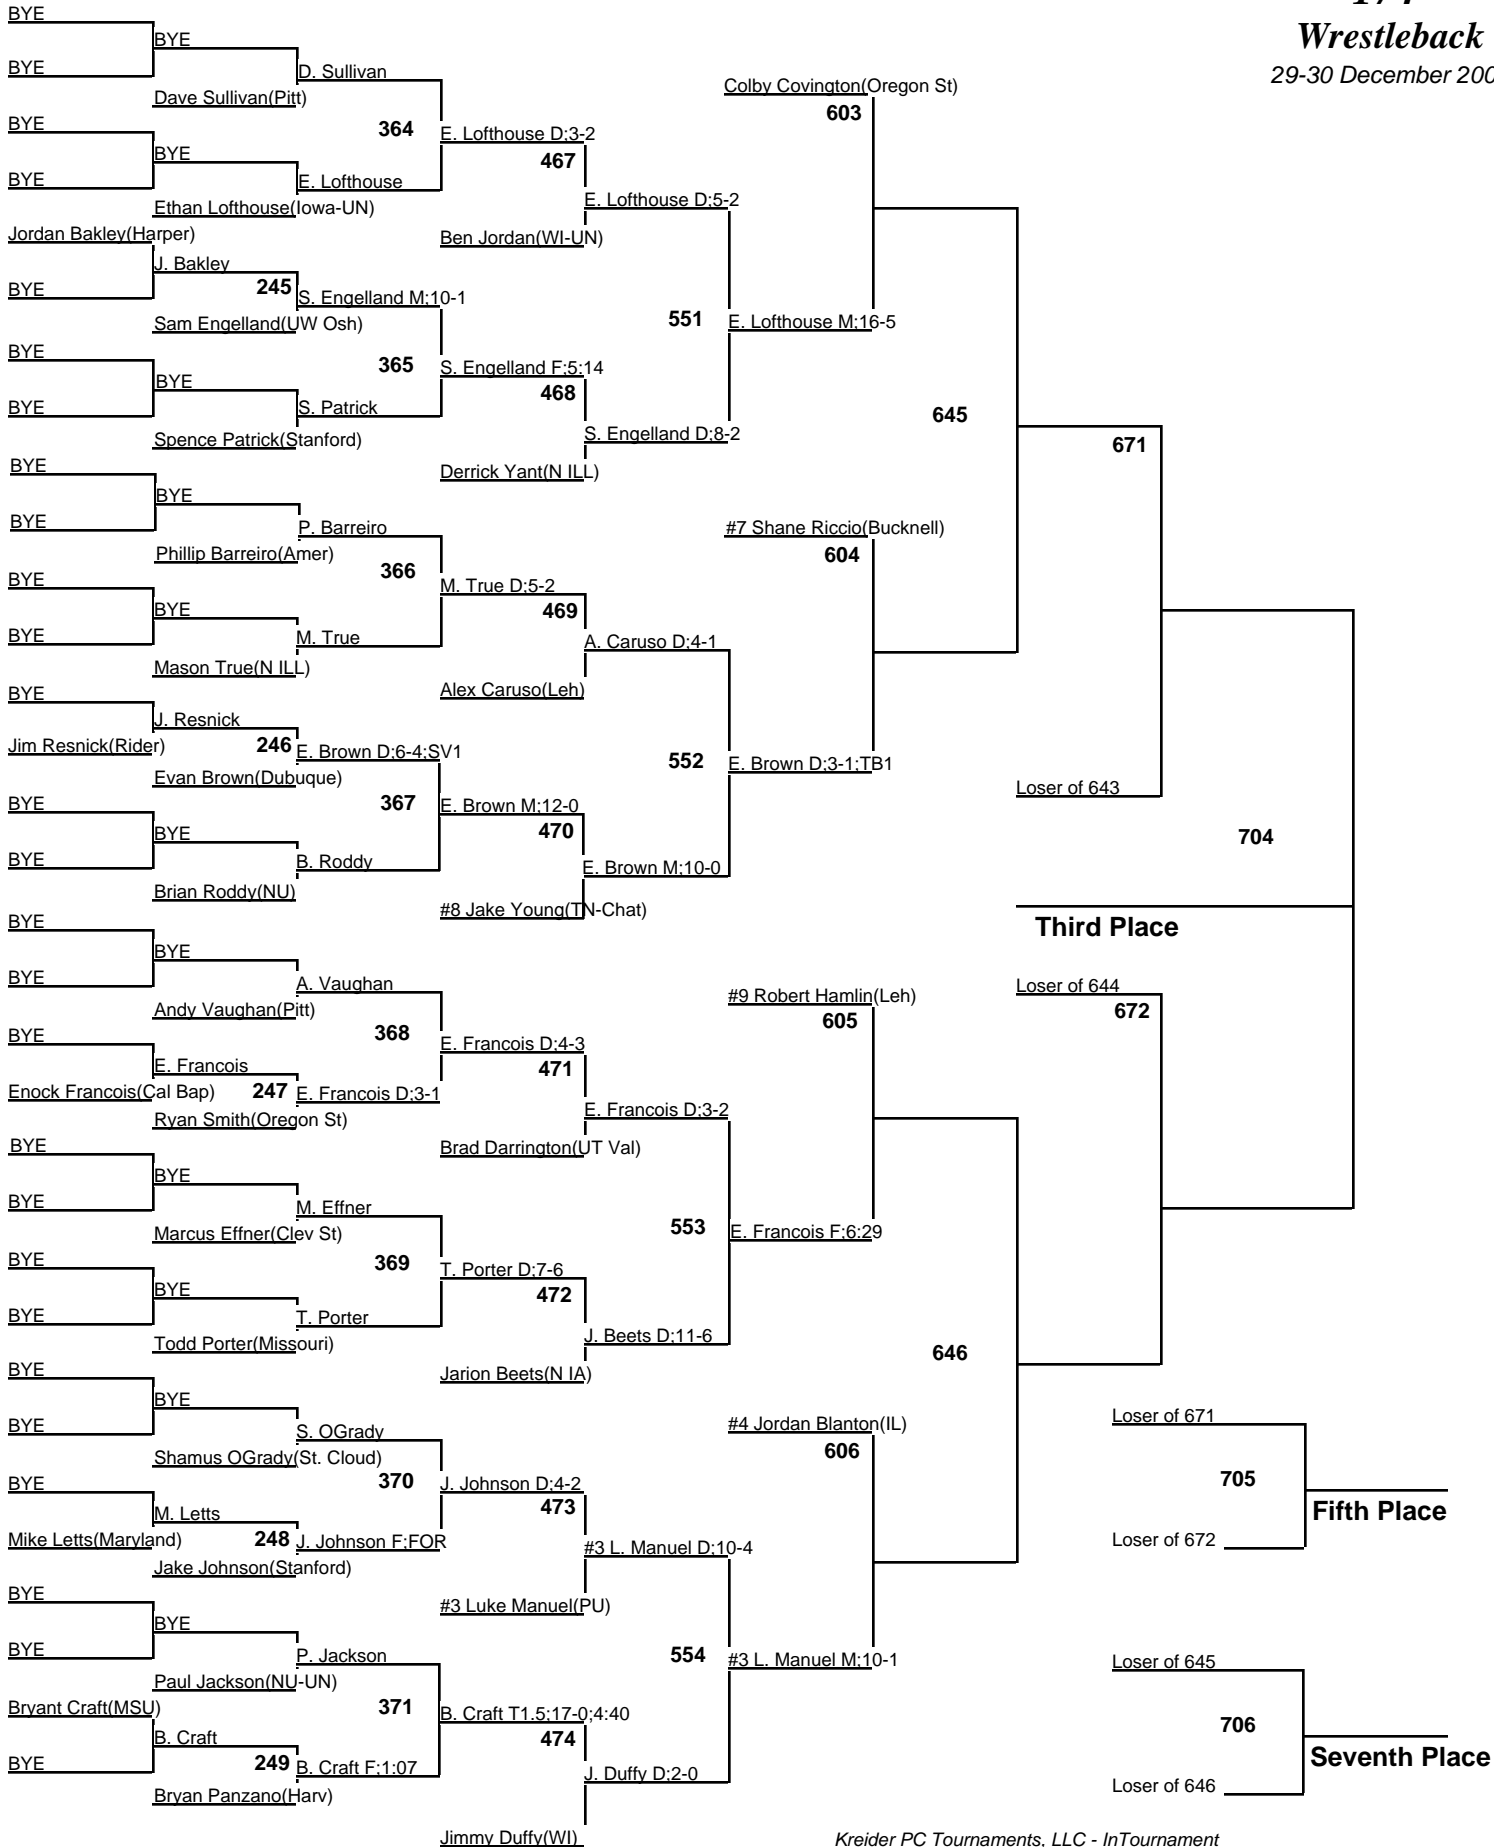 Wrestleback
29-30 December 200
BYE
BYE
BYE
D. Sullivan
Dave Sullivan(Pitt)
Colby Covington(Oregon St)
603
BYE
364
E. Lofthouse D;3-2
BYE
467
BYE
E. Lofthouse
Ethan Lofthouse(Iowa-UN)
E. Lofthouse D;5-2
Jordan Bakley(Harper)
Ben Jordan(WI-UN)
J. Bakley
BYE
245
S. Engelland M;10-1
Sam Engelland(UW Osh)
551
E. Lofthouse M;16-5
BYE
365
S. Engelland F;5:14
BYE
468
BYE
S. Patrick
645
Spence Patrick(Stanford)
S. Engelland D;8-2
671
BYE
Derrick Yant(N ILL)
BYE
BYE
P. Barreiro
#7 Shane Riccio(Bucknell)
Phillip Barreiro(Amer)
604
BYE
366
M. True D;5-2
BYE
469
BYE
M. True
A. Caruso D;4-1
Mason True(N ILL)
BYE
Alex Caruso(Leh)
J. Resnick
Jim Resnick(Rider)
246
E. Brown D;6-4;SV1
552
E. Brown D;3-1;TB1
Evan Brown(Dubuque)
Loser of 643
BYE
367
E. Brown M;12-0
BYE
470
704
BYE
B. Roddy
E. Brown M;10-0
Brian Roddy(NU)
#8 Jake Young(TN-Chat)
BYE
Third Place
BYE
BYE
A. Vaughan
Loser of 644
Andy Vaughan(Pitt)
#9 Robert Hamlin(Leh)
672
605
BYE
368
E. Francois D;4-3
E. Francois
471
Enock Francois(Cal Bap)
247
E. Francois D;3-1
Ryan Smith(Oregon St)
E. Francois D;3-2
BYE
Brad Darrington(UT Val)
BYE
BYE
M. Effner
Marcus Effner(Clev St)
553
E. Francois F;6:29
BYE
369
T. Porter D;7-6
BYE
472
BYE
T. Porter
Todd Porter(Missouri)
J. Beets D;11-6
646
BYE
Jarion Beets(N IA)
BYE
BYE
S. OGrady
#4 Jordan Blanton(IL)
Loser of 671
Shamus OGrady(St. Cloud)
606
BYE
370
J. Johnson D;4-2
705
M. Letts
473
Fifth Place
Mike Letts(Maryland)
248
J. Johnson F;FOR
#3 L. Manuel D;10-4
Loser of 672
Jake Johnson(Stanford)
BYE
#3 Luke Manuel(PU)
BYE
BYE
P. Jackson
554
#3 L. Manuel M;10-1
Loser of 645
Paul Jackson(NU-UN)
Bryant Craft(MSU)
371
B. Craft T1.5;17-0;4:40
706
B. Craft
474
Seventh Place
BYE
249
B. Craft F;1:07
J. Duffy D;2-0
Loser of 646
Bryan Panzano(Harv)
Jimmy Duffy(WI)
Kreider PC Tournaments, LLC - InTournament